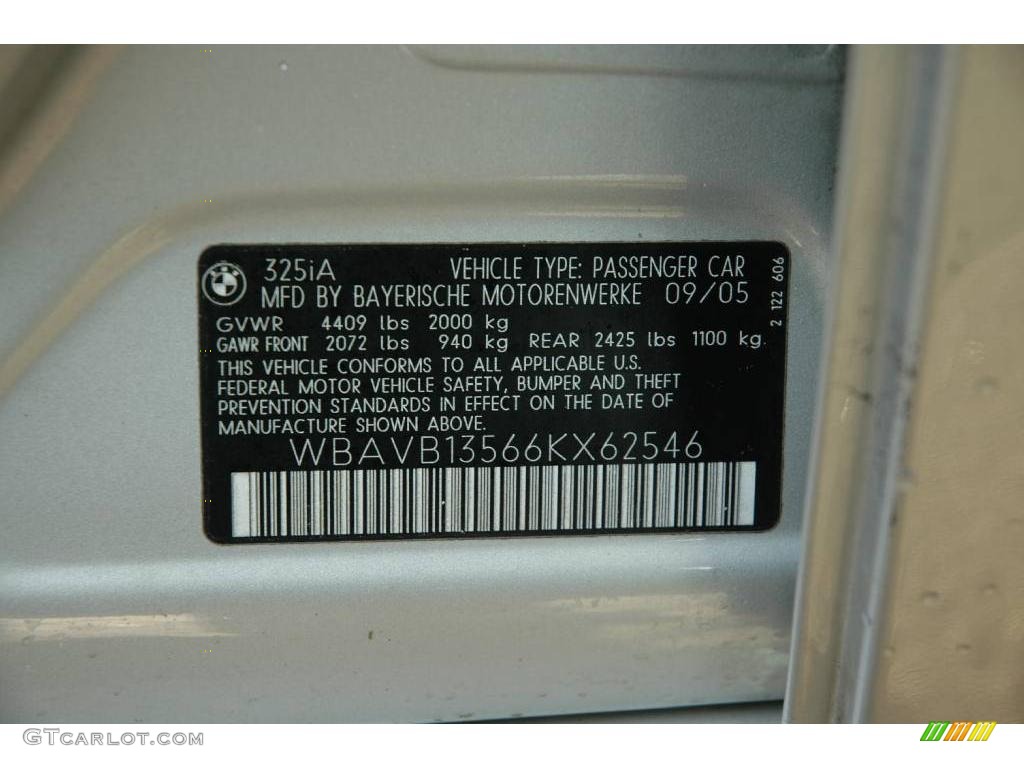 325iA VEHICLE TYPE: PASSENGER CAR
MFD BY BAYERISCHE MOTORENWERKE 09/05
GVWR 4409 lbs 2000 kg
GAWR FRONT 2072 lbs 940 kg REAR 2425 lbs 1100 kg.
THIS VEHICLE CONFORMS TO ALL APPLICABLE U.S.
FEDERAL MOTOR VEHICLE SAFETY, BUMPER AND THEFT
PREVENTION STANDARDS IN EFFECT ON THE DATE OF
MANUFACTURE SHOWN ABOVE.
WBAVB13566KX62546
2 122 606
GTCarLot.com